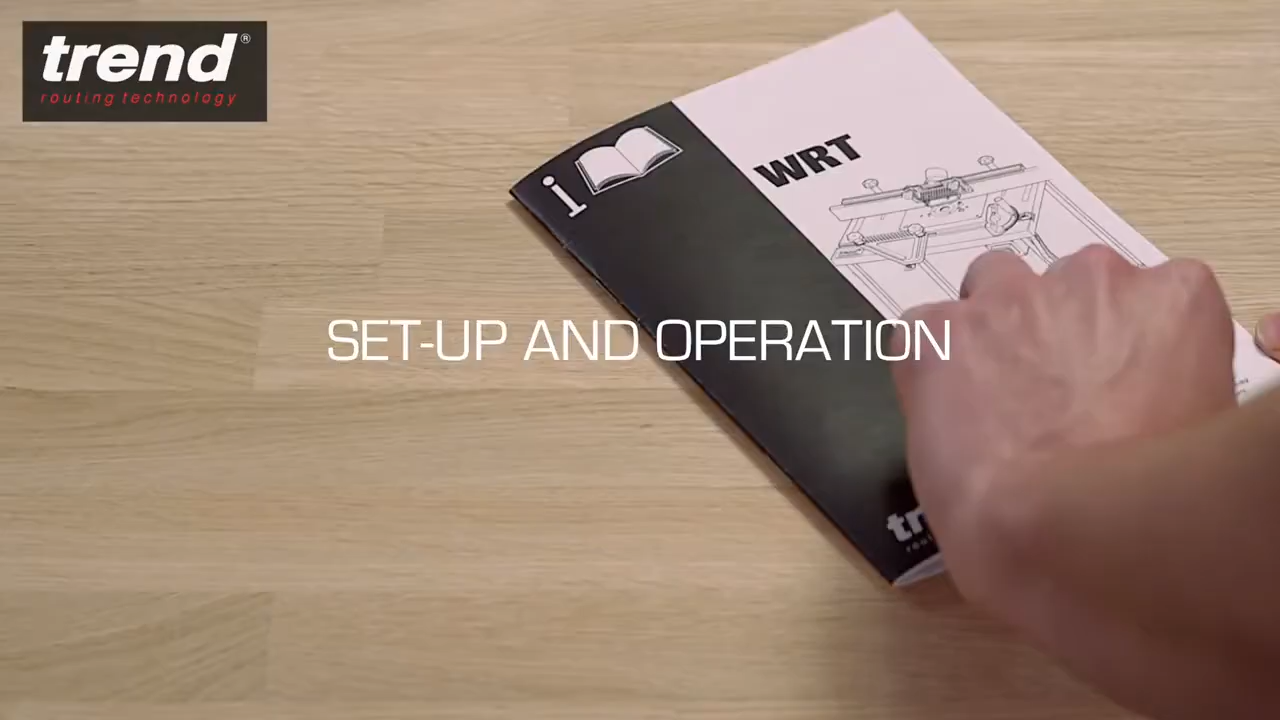 trend®
routing technology
i
WRT
SET-UP AND OPERATION